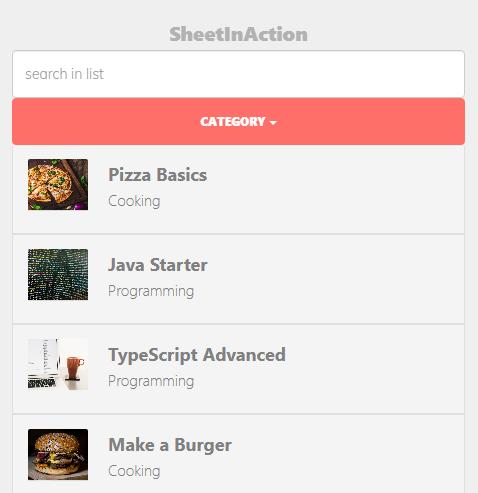 SheetInAction
search in list
CATEGORY
Pizza Basics
Cooking
Java Starter
Programming
TypeScript Advanced
Programming
Make a Burger
Cooking